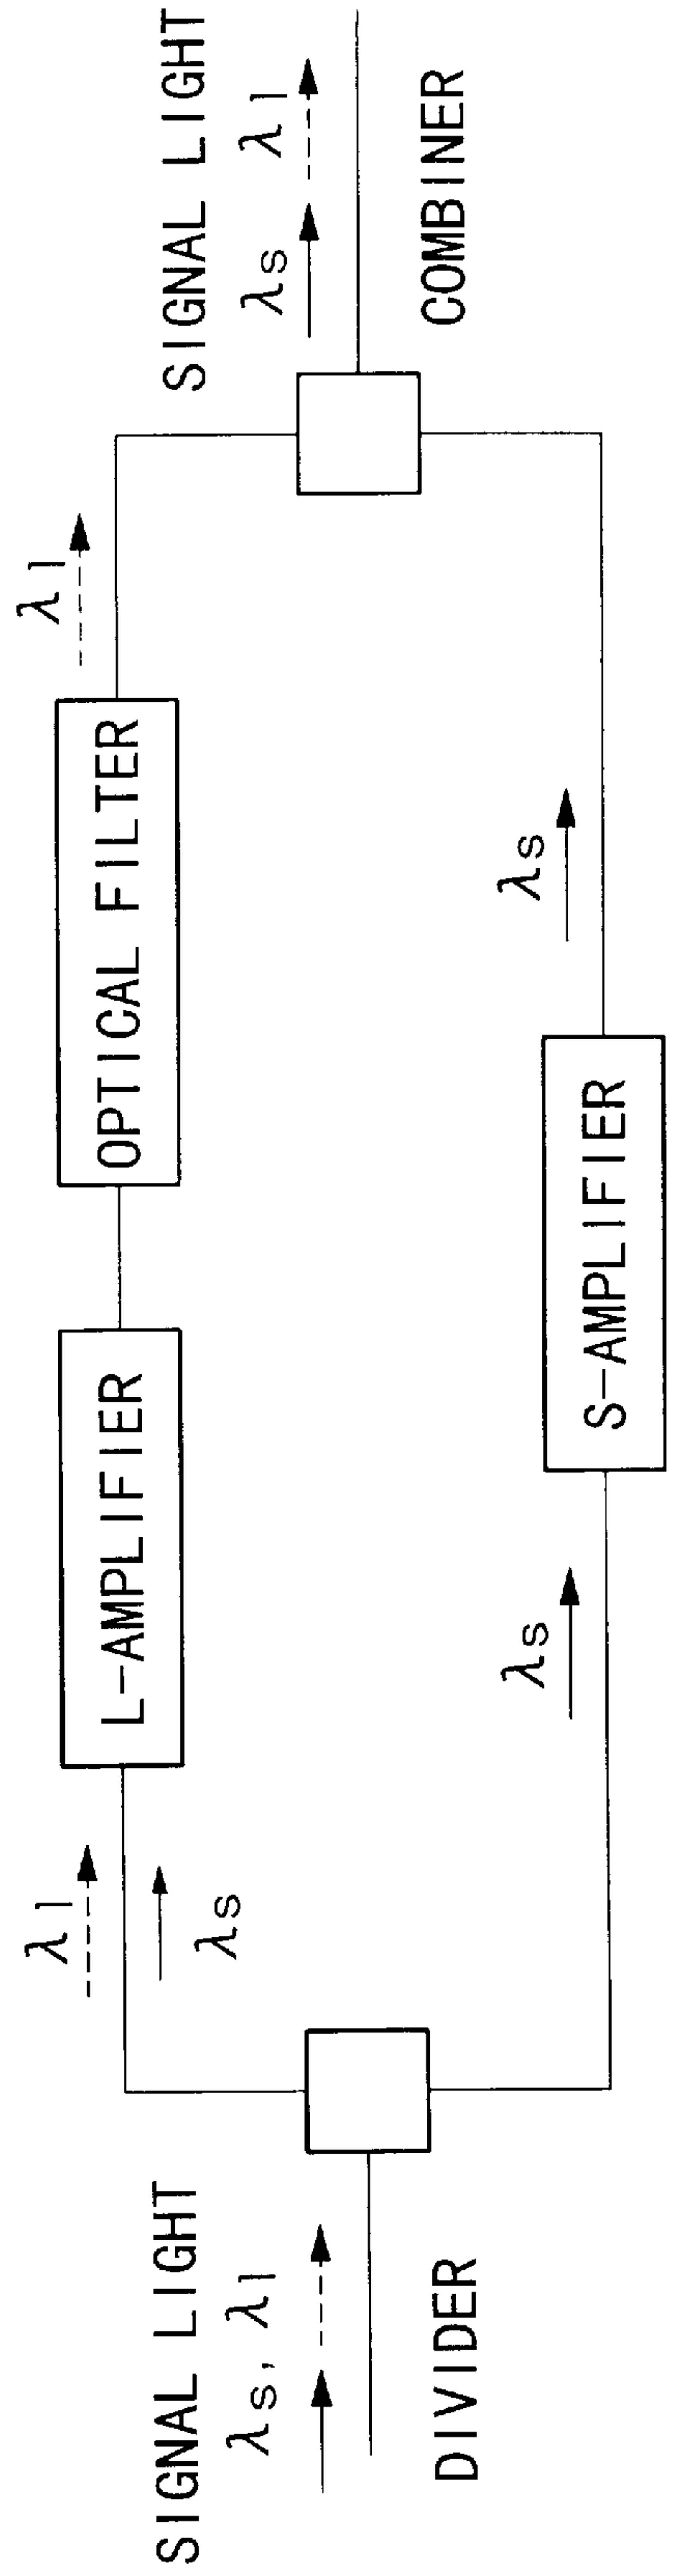 SIGNAL LIGHT
λs, λl
DIVIDER
λl
λs
L-AMPLIFIER
OPTICAL FILTER
λl
λs
S-AMPLIFIER
λs
SIGNAL LIGHT
λs λl
COMBINER